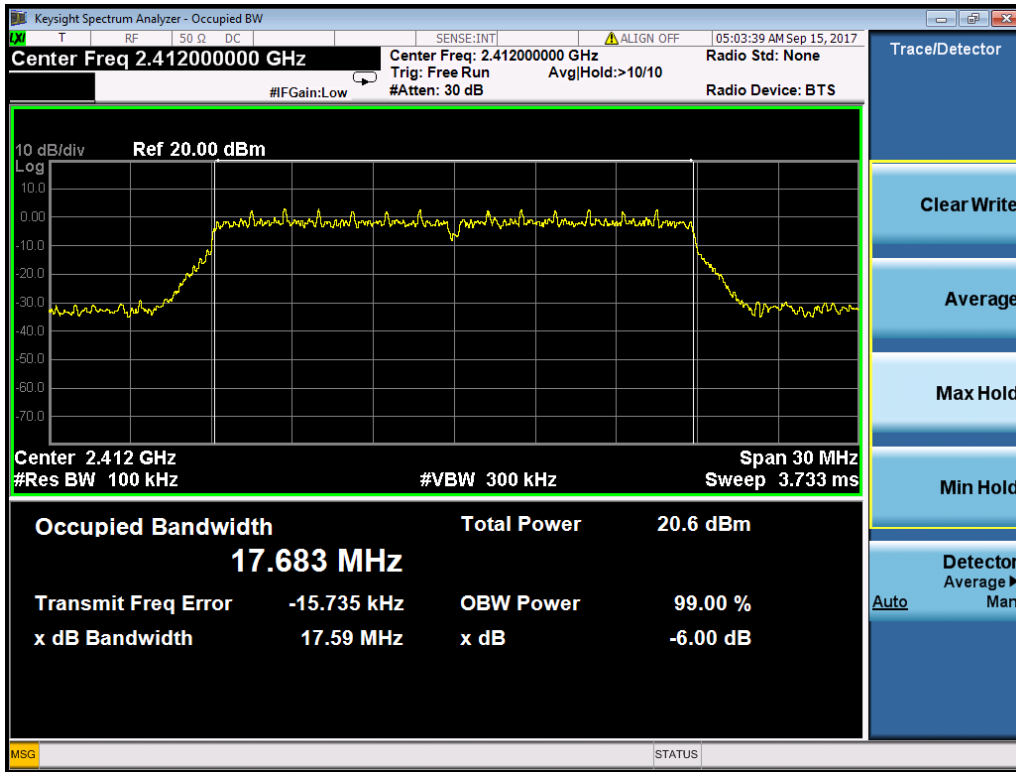 Keysight Spectrum Analyzer - Occupied BW
LXI T RF 50 Ω DC SENSE:INT ALIGN OFF 05:03:39 AM Sep 15, 2017
Center Freq 2.412000000 GHz
Center Freq: 2.412000000 GHz Radio Std: None
Trig: Free Run Avg|Hold:>10/10
#IFGain:Low #Atten: 30 dB Radio Device: BTS
10 dB/div Ref 20.00 dBm
Log
10.0
0.00
-10.0
-20.0
-30.0
-40.0
-50.0
-60.0
-70.0
Center 2.412 GHz Span 30 MHz
#Res BW 100 kHz #VBW 300 kHz Sweep 3.733 ms
Occupied Bandwidth Total Power 20.6 dBm
17.683 MHz
Transmit Freq Error -15.735 kHz OBW Power 99.00 %
x dB Bandwidth 17.59 MHz x dB -6.00 dB
MSG STATUS
Trace/Detector
Clear Write
Average
Max Hold
Min Hold
Detector
Average
Auto Man